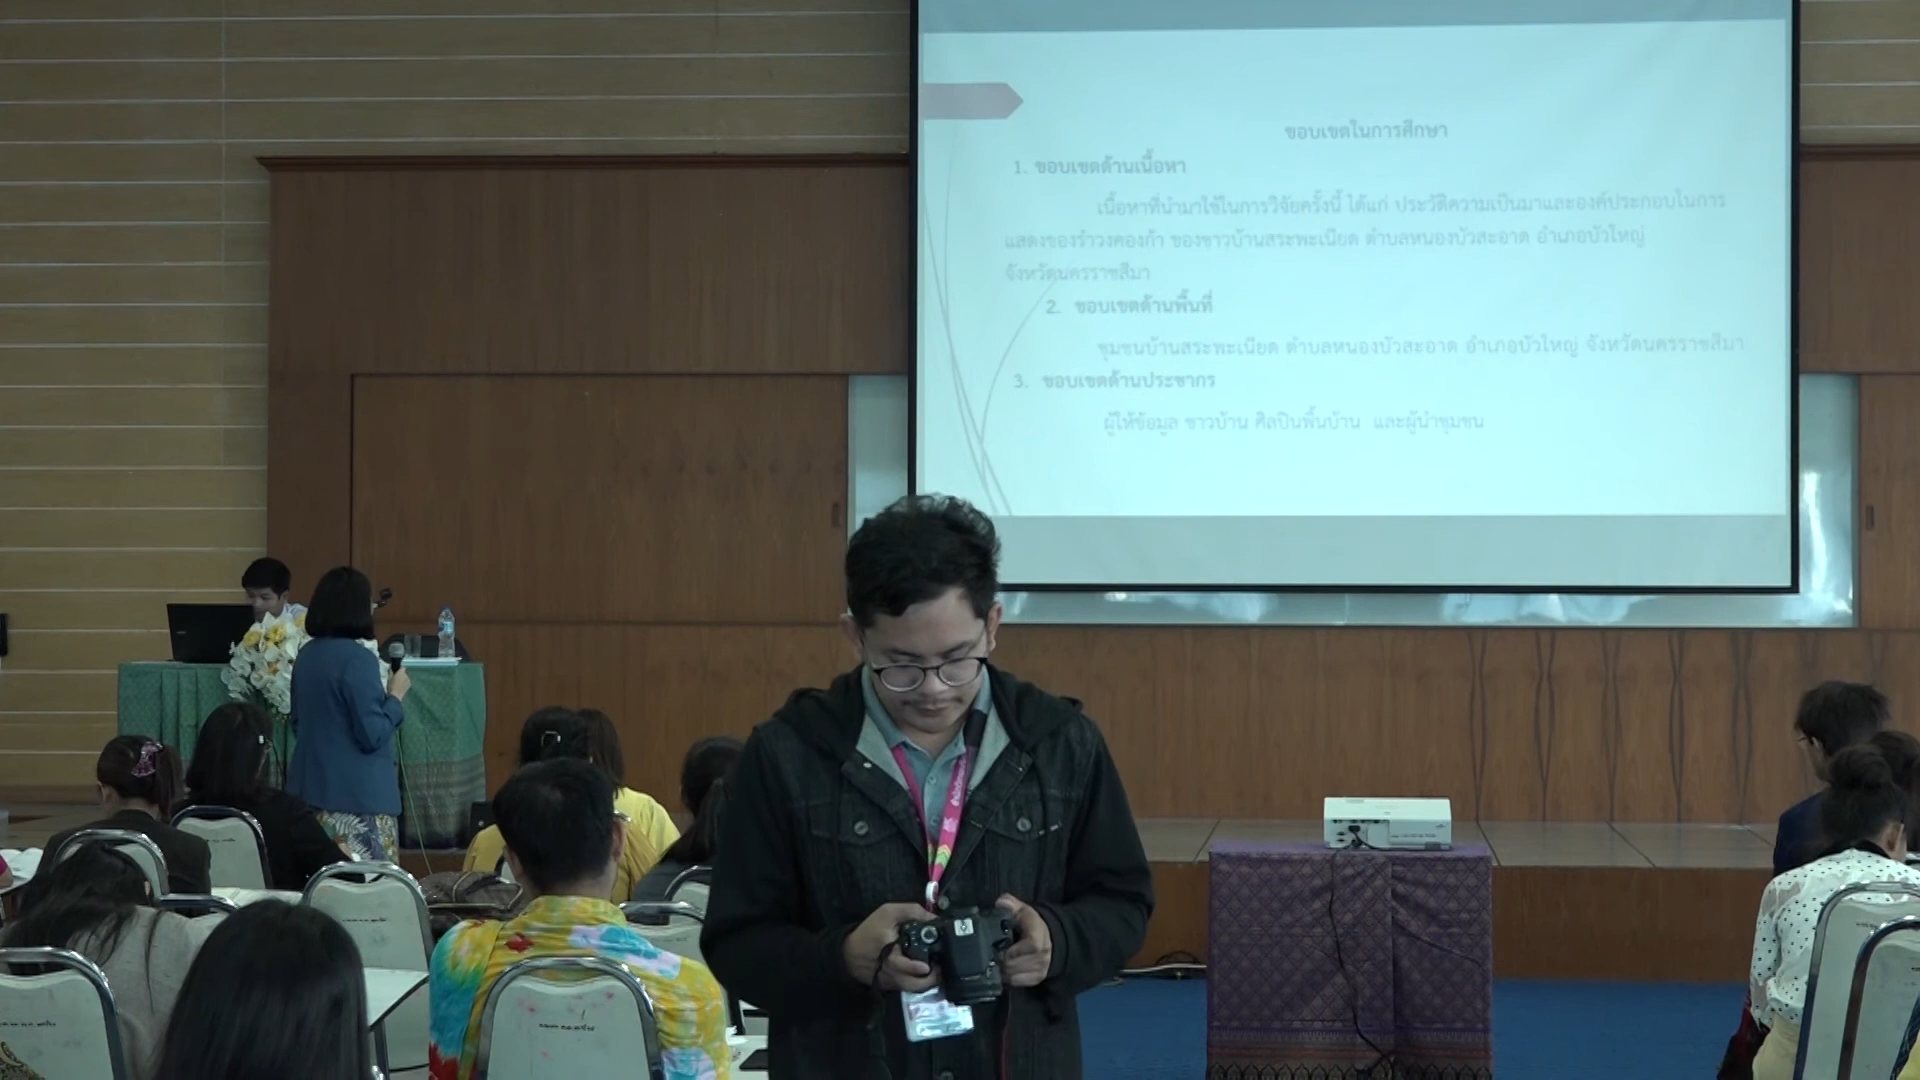 ขอบเขตในการศึกษา
1. ขอบเขตด้านเนื้อหา
เนื้อหาที่นำมาใช้ในการวิจัยครั้งนี้ ได้แก่ ประวัติความเป็นมาและองค์ประกอบในการ
แสดงของรำวงคองก้า ของชาวบ้านสระพะเนียด ตำบลหนองบัวสะอาด อำเภอบัวใหญ่
จังหวัดนครราชสีมา
2. ขอบเขตด้านพื้นที่
ชุมชนบ้านสระพะเนียด ตำบลหนองบัวสะอาด อำเภอบัวใหญ่ จังหวัดนครราชสีมา
3. ขอบเขตด้านประชากร
ผู้ให้ข้อมูล ชาวบ้าน ศิลปินพื้นบ้าน และผู้นำชุมชน